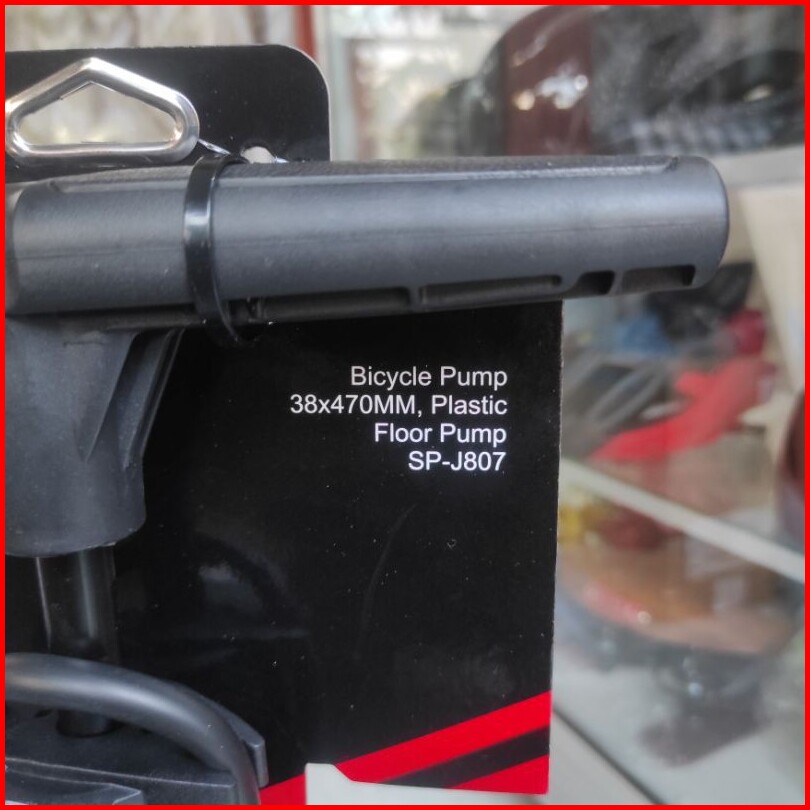 Bicycle Pump
38x470MM, Plastic
Floor Pump
SP-J807